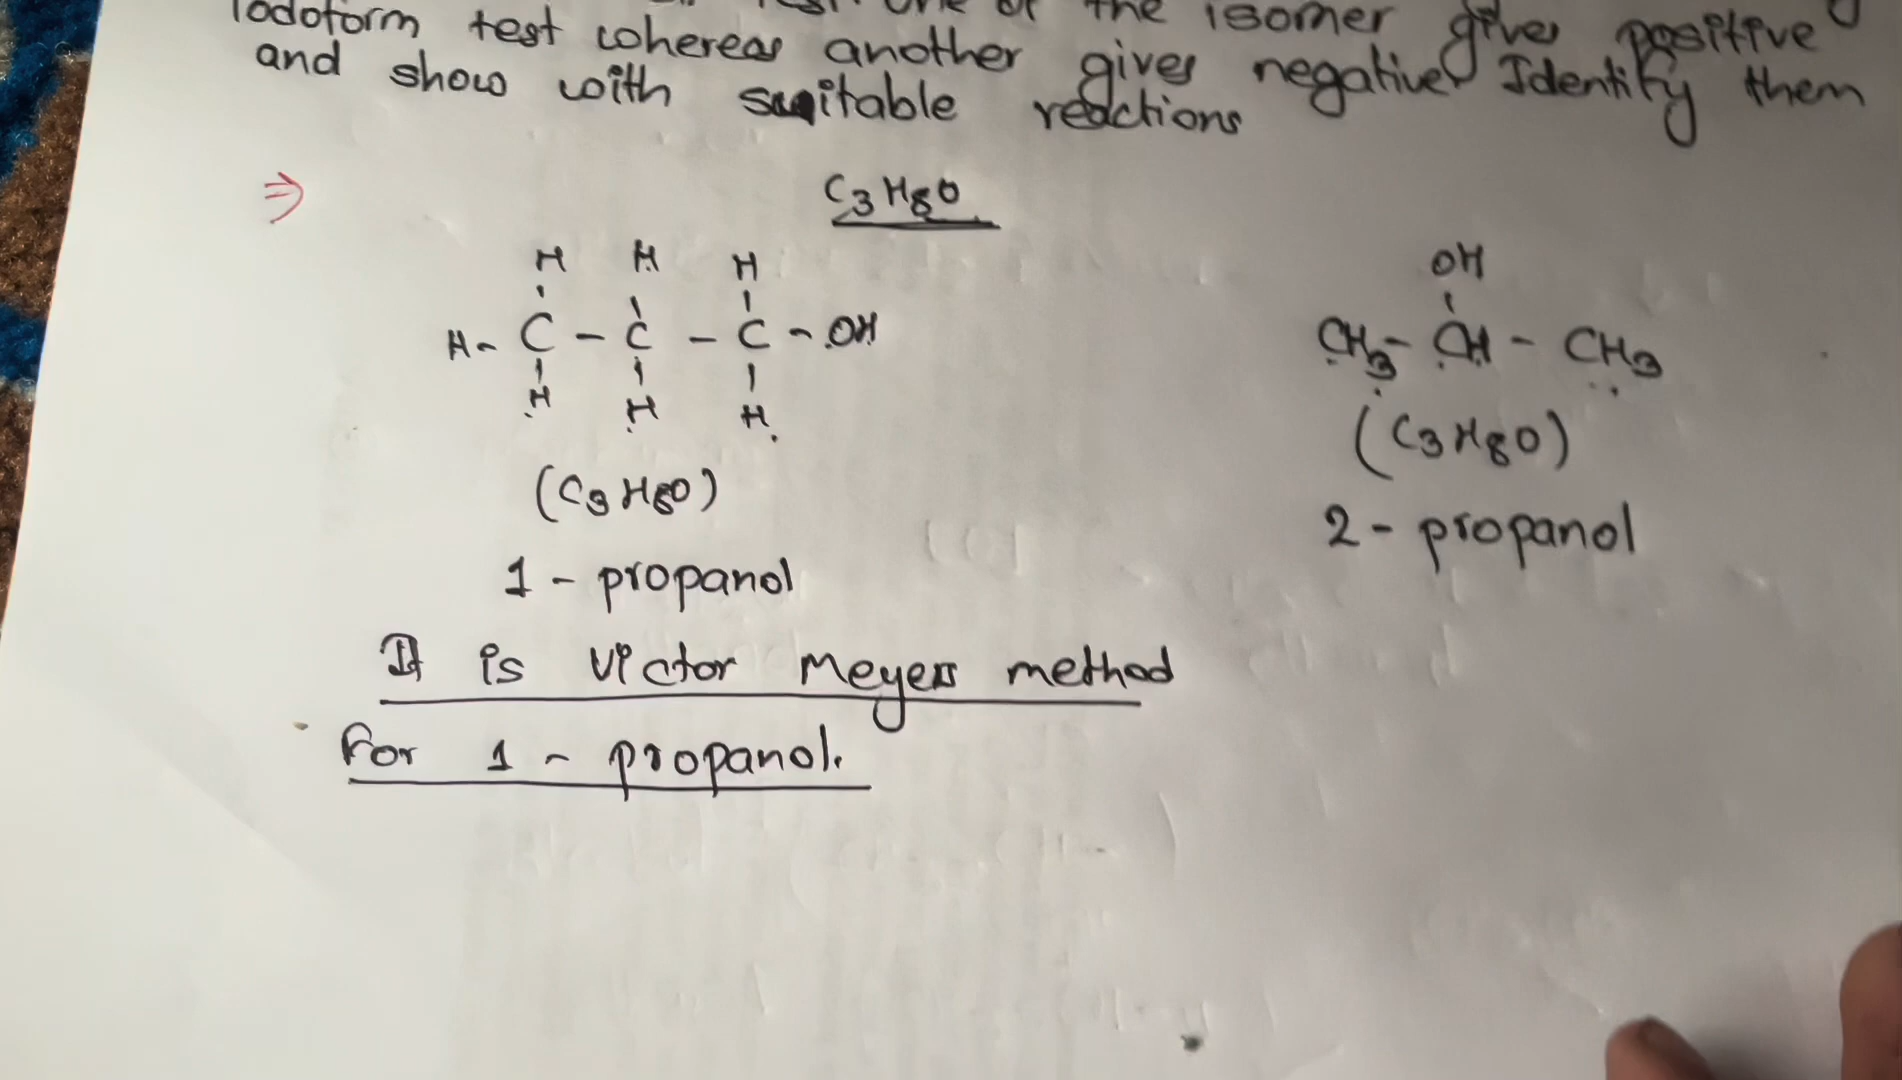 the isomer gives positive
Iodoform test whereas another gives negative Identify them
and show with suitable reactions
⇒ C3H8O
H H H
H - C - C - C - OH
H H H
(C3H8O)
1 - propanol
OH
CH3 - CH - CH3
(C3H8O)
2 - propanol
It is Victor Meyers method
For 1 - propanol.